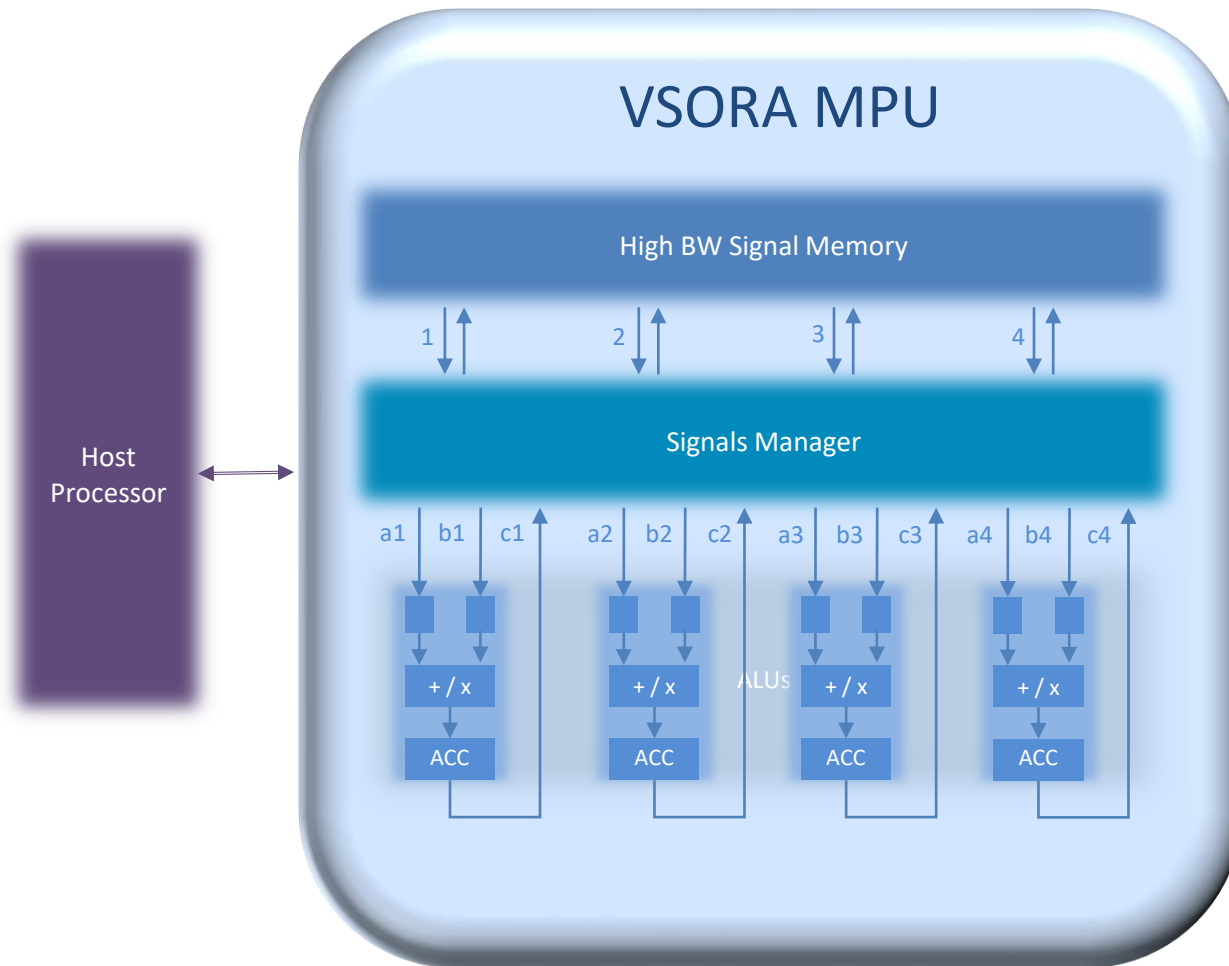 VSORA MPU
High BW Signal Memory
1 2 3 4
Signals Manager
Host
Processor
a1 b1 c1 a2 b2 c2 a3 b3 c3 a4 b4 c4
ALUs
+ / x + / x + / x + / x
ACC ACC ACC ACC